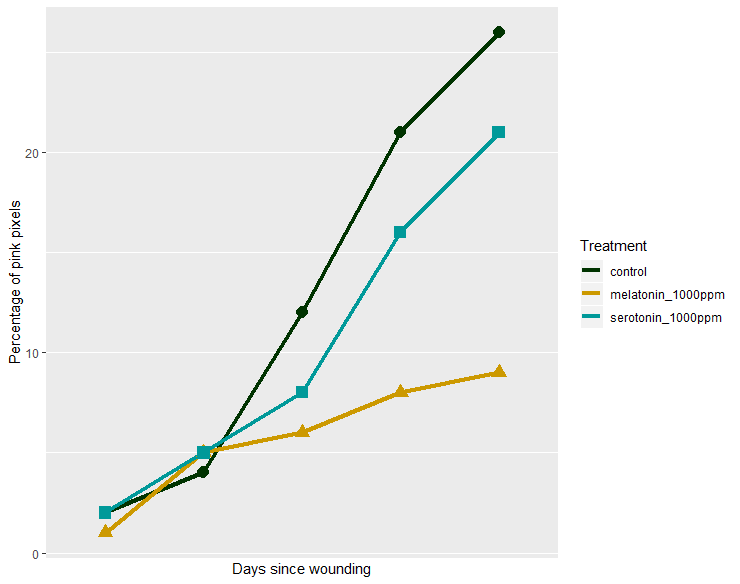 Percentage of pink pixels
20
10
0
Days since wounding
Treatment
control
melatonin_1000ppm
serotonin_1000ppm